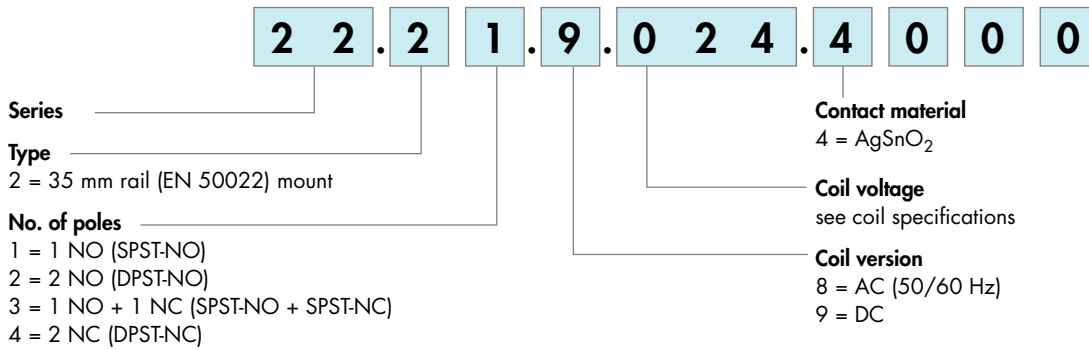 2 2 . 2 1 . 9 . 0 2 4 . 4 0 0 0
Series
Type
2 = 35 mm rail (EN 50022) mount
No. of poles
1 = 1 NO (SPST-NO)
2 = 2 NO (DPST-NO)
3 = 1 NO + 1 NC (SPST-NO + SPST-NC)
4 = 2 NC (DPST-NC)
Contact material
4 = AgSnO₂
Coil voltage
see coil specifications
Coil version
8 = AC (50/60 Hz)
9 = DC